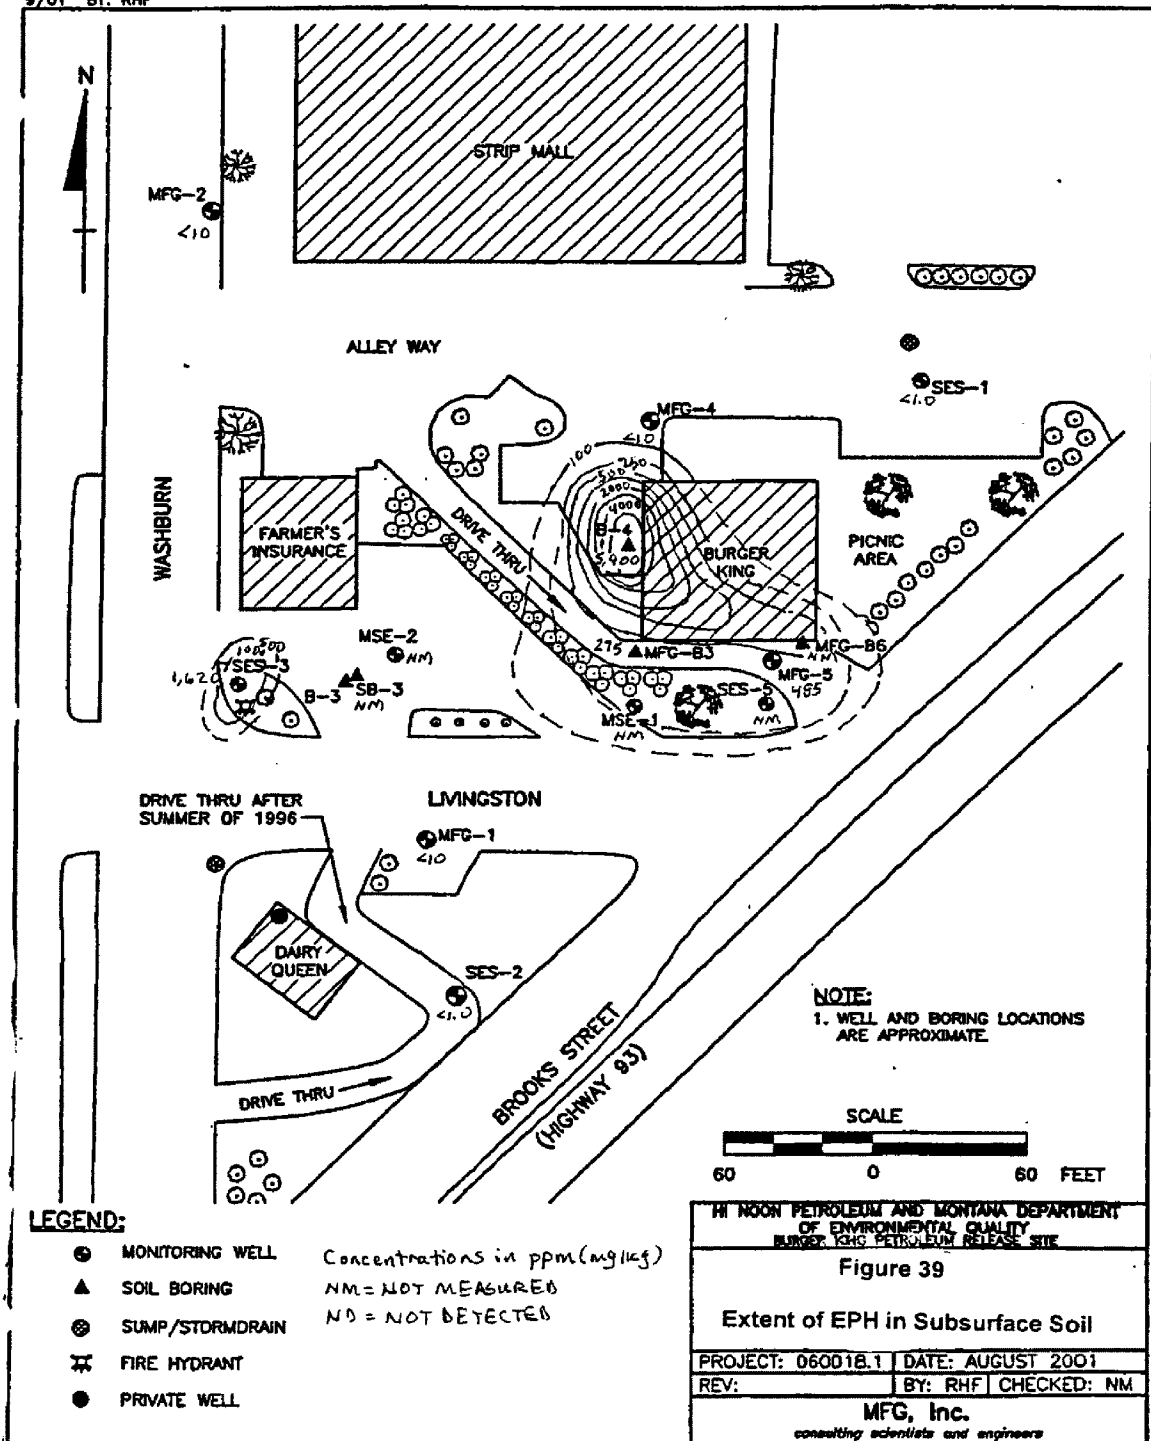 9/01 BY: RHF
N
STRIP MALL
MFG-2
<10
ALLEY WAY
SES-1
<1.0
MFG-4
<10
100
500
250
2000
4000
B-4
15,900
WASHBURN
FARMER'S
INSURANCE
DRIVE THRU
BURGER
KING
PICNIC
AREA
MSE-2
NM
275
MFG-B3
MFG-B6
NM
MFG-5
485
500
SES-3
1,620
B-3
SB-3
NM
MSE-1
NM
SES-5
NM
DRIVE THRU AFTER
SUMMER OF 1996
LIVINGSTON
MFG-1
<10
DAIRY
QUEEN
SES-2
<1.0
DRIVE THRU
BROOKS STREET
(HIGHWAY 93)
NOTE:
1. WELL AND BORING LOCATIONS
ARE APPROXIMATE.
SCALE
60 0 60 FEET
LEGEND:
MONITORING WELL
SOIL BORING
SUMP/STORMDRAIN
FIRE HYDRANT
PRIVATE WELL
Concentrations in ppm (mg/kg)
NM = NOT MEASURED
ND = NOT DETECTED
HI NOON PETROLEUM AND MONTANA DEPARTMENT
OF ENVIRONMENTAL QUALITY
BURGER KING PETROLEUM RELEASE SITE
Figure 39
Extent of EPH in Subsurface Soil
PROJECT: 060018.1 DATE: AUGUST 2001
REV: BY: RHF CHECKED: NM
MFG, Inc.
consulting scientists and engineers